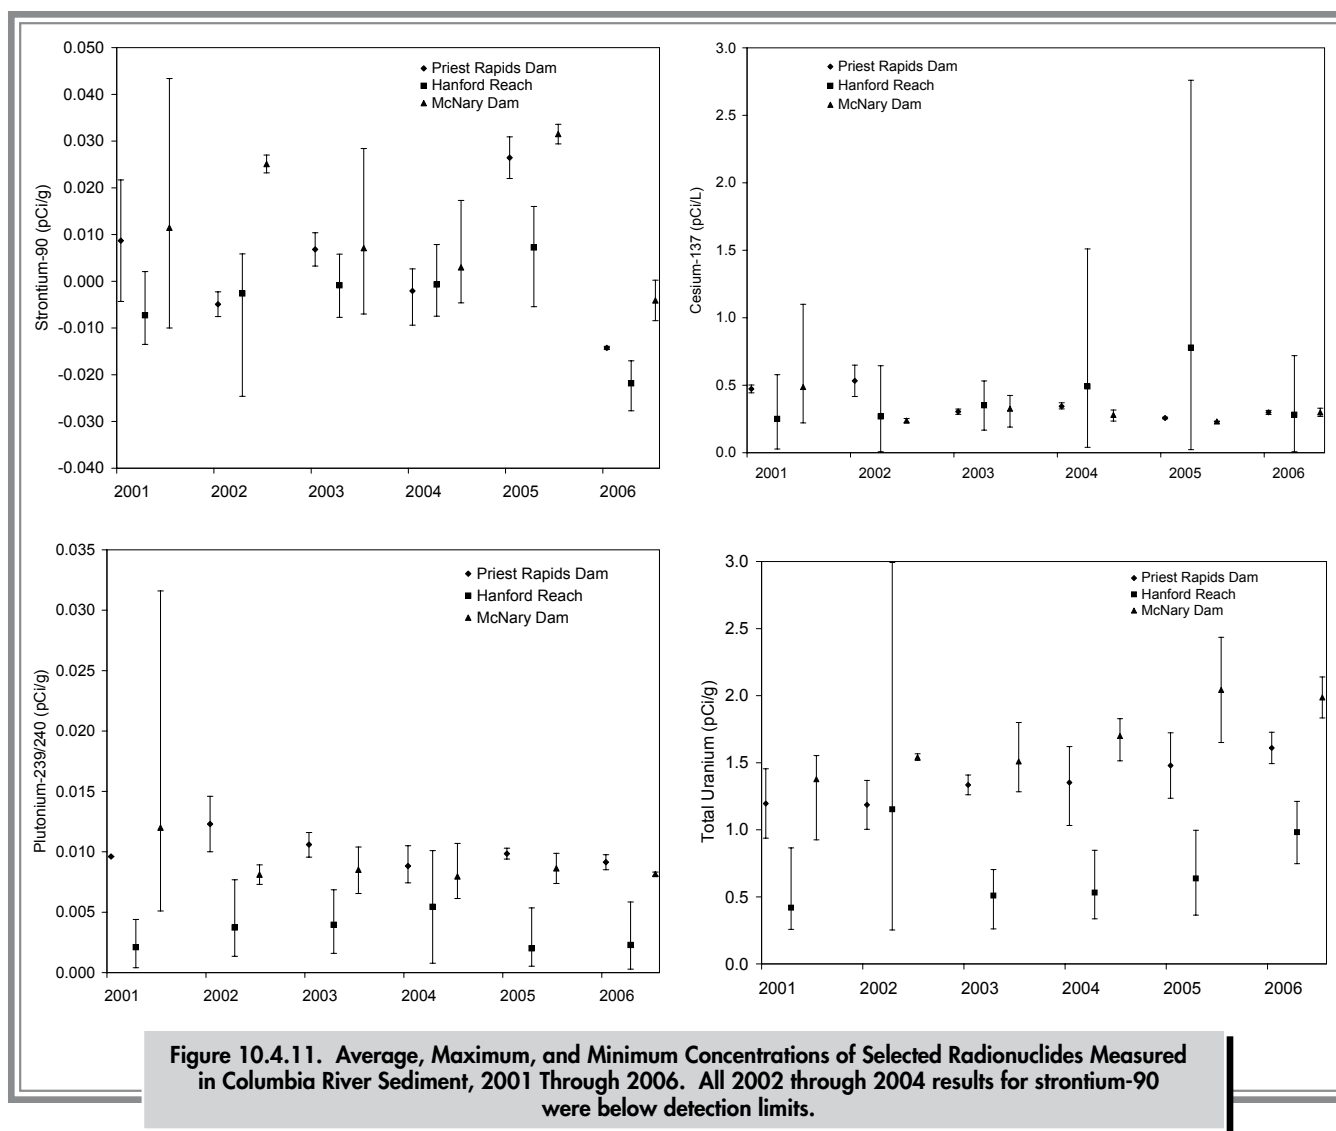 0.050
0.040
0.030
0.020
0.010
0.000
-0.010
-0.020
-0.030
-0.040
Strontium-90 (pCi/g)
Priest Rapids Dam
Hanford Reach
McNary Dam
2001 2002 2003 2004 2005 2006
3.0
2.5
2.0
1.5
1.0
0.5
0.0
Cesium-137 (pCi/L)
Priest Rapids Dam
Hanford Reach
McNary Dam
2001 2002 2003 2004 2005 2006
0.035
0.030
0.025
0.020
0.015
0.010
0.005
0.000
Plutonium-239/240 (pCi/g)
Priest Rapids Dam
Hanford Reach
McNary Dam
2001 2002 2003 2004 2005 2006
3.0
2.5
2.0
1.5
1.0
0.5
0.0
Total Uranium (pCi/g)
Priest Rapids Dam
Hanford Reach
McNary Dam
2001 2002 2003 2004 2005 2006
Figure 10.4.11. Average, Maximum, and Minimum Concentrations of Selected Radionuclides Measured
in Columbia River Sediment, 2001 Through 2006. All 2002 through 2004 results for strontium-90
were below detection limits.